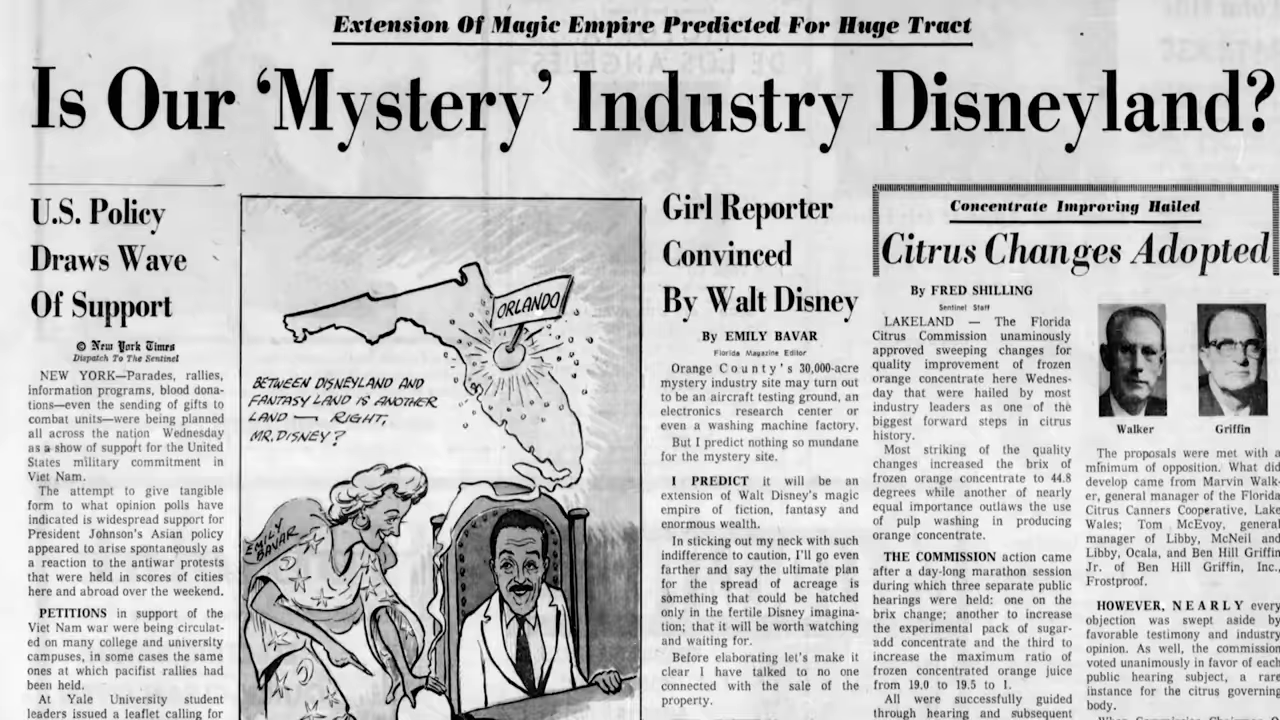 Extension Of Magic Empire Predicted For Huge Tract
Is Our ‘Mystery’ Industry Disneyland?
U.S. Policy
Draws Wave
Of Support
© New York Times
Dispatch To The Sentinel
NEW YORK—Parades, rallies,
information programs, blood dona-
tions—even the sending of gifts to
combat units—were being planned
all across the nation Wednesday
as a show of support for the United
States military commitment in
Viet Nam.
The attempt to give tangible
form to what opinion polls have
indicated is widespread support for
President Johnson's Asian policy
appeared to arise spontaneously as
a reaction to the antiwar protests
that were held in scores of cities
here and abroad over the weekend.
PETITIONS in support of the
Viet Nam war were being circulat-
ed on many college and university
campuses, in some cases the same
ones at which pacifist rallies had
been held.
At Yale University student
leaders issued a leaflet calling for
ORLANDO
BETWEEN DISNEYLAND AND
FANTASY LAND IS ANOTHER
LAND — RIGHT,
MR. DISNEY?
EMILY
BAVAR
Girl Reporter
Convinced
By Walt Disney
By EMILY BAVAR
Florida Magazine Editor
Orange County's 30,000-acre
mystery industry site may turn out
to be an aircraft testing ground, an
electronics research center or
even a washing machine factory.
But I predict nothing so mundane
for the mystery site.
I PREDICT it will be an
extension of Walt Disney's magic
empire of fiction, fantasy and
enormous wealth.
In sticking out my neck with such
indifference to caution, I'll go even
farther and say the ultimate plan
for the spread of acreage is
something that could be hatched
only in the fertile Disney imagina-
tion; that it will be worth watching
and waiting for.
Before elaborating let's make it
clear I have talked to no one
connected with the sale of the
property.
Concentrate Improving Hailed
Citrus Changes Adopted
By FRED SHILLING
Sentinel Staff
LAKELAND — The Florida
Citrus Commission unanimously
approved sweeping changes for
quality improvement of frozen
orange concentrate here Wednes-
day that were hailed by most
industry leaders as one of the
biggest forward steps in citrus
history.
Most striking of the quality
changes increased the brix of
frozen orange concentrate to 44.8
degrees while another of nearly
equal importance outlaws the use
of pulp washing in producing
orange concentrate.
THE COMMISSION action came
after a day-long marathon session
during which three separate public
hearings were held: one on the
brix change; another to increase
the experimental pack of sugar-
add concentrate and the third to
increase the maximum ratio of
frozen concentrated orange juice
from 19.0 to 19.5 to 1.
All were successfully guided
through hearing and subsequent
Walker
Griffin
The proposals were met with a
minimum of opposition. What did
develop came from Marvin Walk-
er, general manager of the Florida
Citrus Canners Cooperative, Lake
Wales; Tom McEvoy, general
manager of Libby, McNeil and
Libby, Ocala, and Ben Hill Griffin
Jr. of Ben Hill Griffin, Inc.,
Frostproof.
HOWEVER, NEARLY every
objection was swept aside by
favorable testimony and industry
opinion. As well, the commission
voted unanimously in favor of each
public hearing subject, a rare
instance for the citrus governing
body.